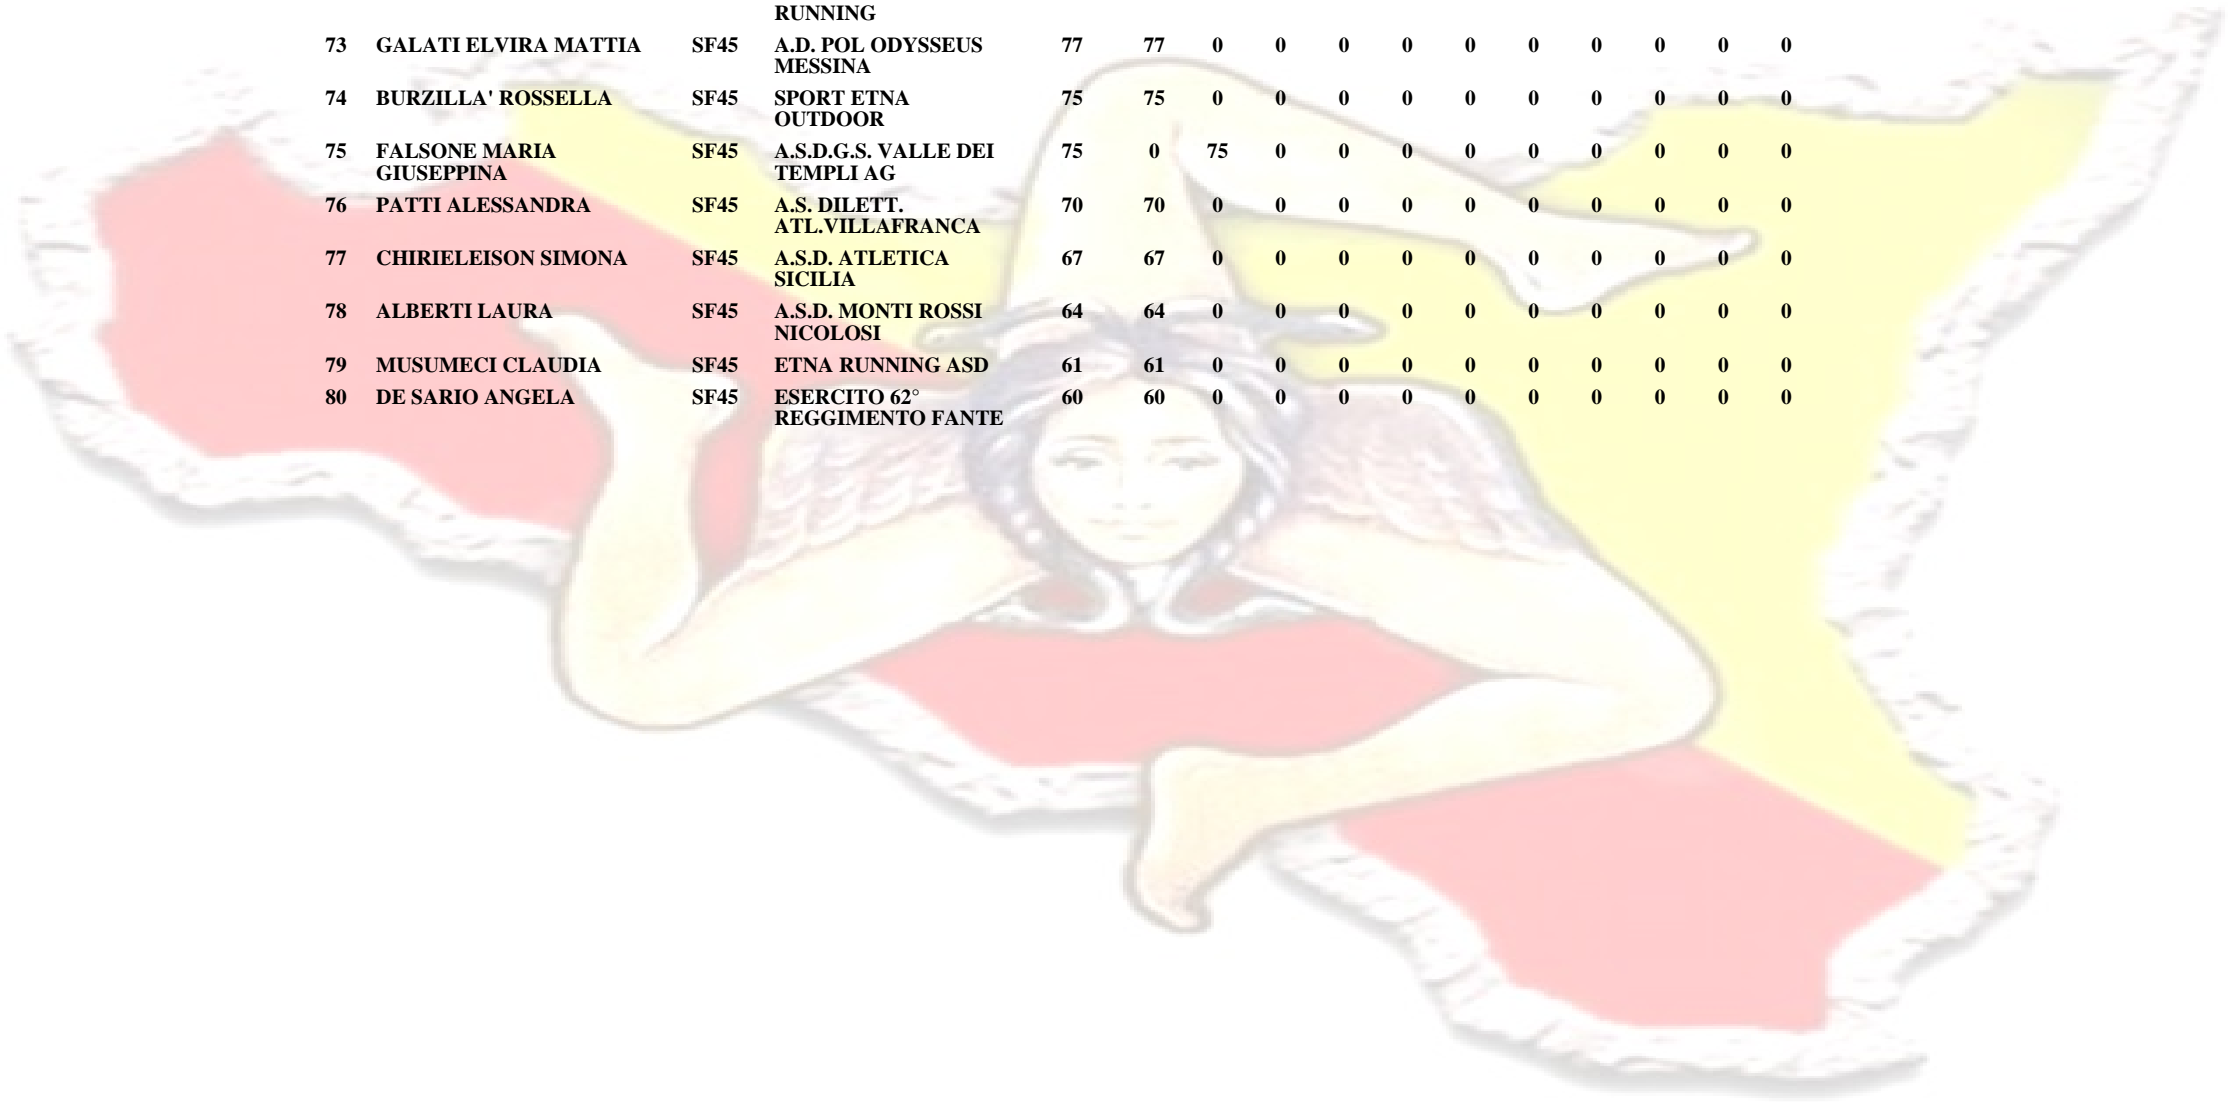 RUNNING
73 GALATI ELVIRA MATTIA SF45 A.D. POL ODYSSEUS 77 77 0 0 0 0 0 0 0 0 0 0
MESSINA
74 BURZILLA' ROSSELLA SF45 SPORT ETNA 75 75 0 0 0 0 0 0 0 0 0 0
OUTDOOR
75 FALSONE MARIA SF45 A.S.D.G.S. VALLE DEI 75 0 75 0 0 0 0 0 0 0 0 0
GIUSEPPINA TEMPLI AG
76 PATTI ALESSANDRA SF45 A.S. DILETT. 70 70 0 0 0 0 0 0 0 0 0 0
ATL.VILLAFRANCA
77 CHIRIELEISON SIMONA SF45 A.S.D. ATLETICA 67 67 0 0 0 0 0 0 0 0 0 0
SICILIA
78 ALBERTI LAURA SF45 A.S.D. MONTI ROSSI 64 64 0 0 0 0 0 0 0 0 0 0
NICOLOSI
79 MUSUMECI CLAUDIA SF45 ETNA RUNNING ASD 61 61 0 0 0 0 0 0 0 0 0 0
80 DE SARIO ANGELA SF45 ESERCITO 62° 60 60 0 0 0 0 0 0 0 0 0 0
REGGIMENTO FANTE